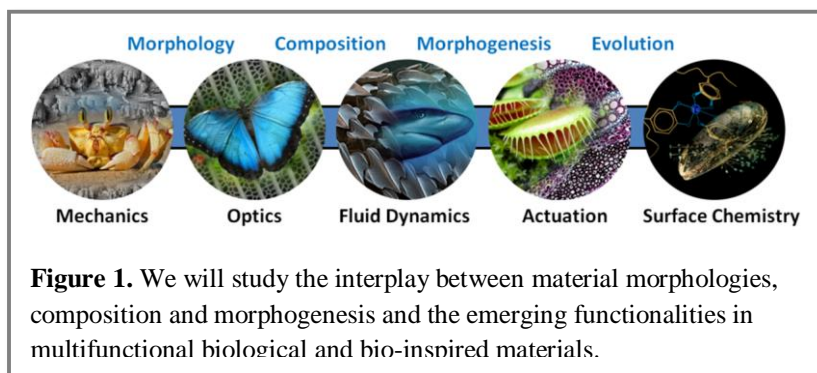 Morphology Composition Morphogenesis Evolution
Mechanics Optics Fluid Dynamics Actuation Surface Chemistry
Figure 1. We will study the interplay between material morphologies,
composition and morphogenesis and the emerging functionalities in
multifunctional biological and bio-inspired materials.